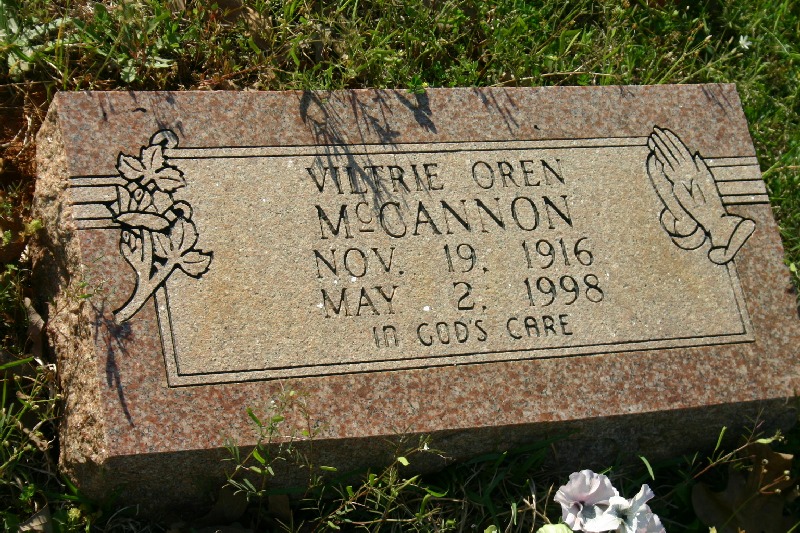 VILTRIE OREN
McCANNON
NOV. 19, 1916
MAY 2, 1998
IN GOD'S CARE